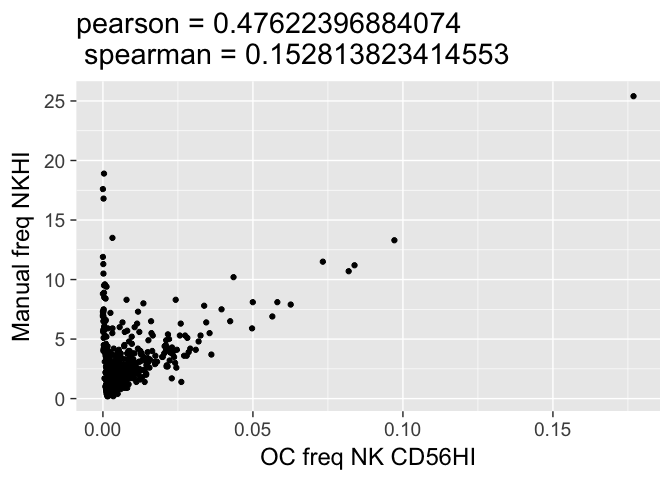 pearson = 0.47622396884074
spearman = 0.152813823414553
25
20
15
10
5
0
Manual freq NKHI
0.00 0.05 0.10 0.15
OC freq NK CD56HI